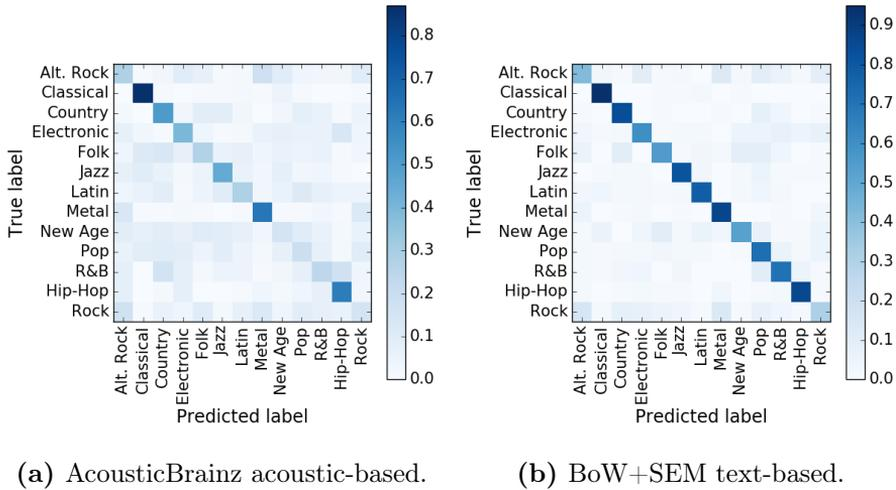 Alt. Rock
Classical
Country
Electronic
Folk
Jazz
Latin
Metal
New Age
Pop
R&B
Hip-Hop
Rock
True label
Alt. Rock
Classical
Country
Electronic
Folk
Jazz
Latin
Metal
New Age
Pop
R&B
Hip-Hop
Rock
Predicted label
0.8
0.7
0.6
0.5
0.4
0.3
0.2
0.1
0.0
(a) AcousticBrainz acoustic-based.
Alt. Rock
Classical
Country
Electronic
Folk
Jazz
Latin
Metal
New Age
Pop
R&B
Hip-Hop
Rock
True label
Alt. Rock
Classical
Country
Electronic
Folk
Jazz
Latin
Metal
New Age
Pop
R&B
Hip-Hop
Rock
Predicted label
0.9
0.8
0.7
0.6
0.5
0.4
0.3
0.2
0.1
0.0
(b) BoW+SEM text-based.